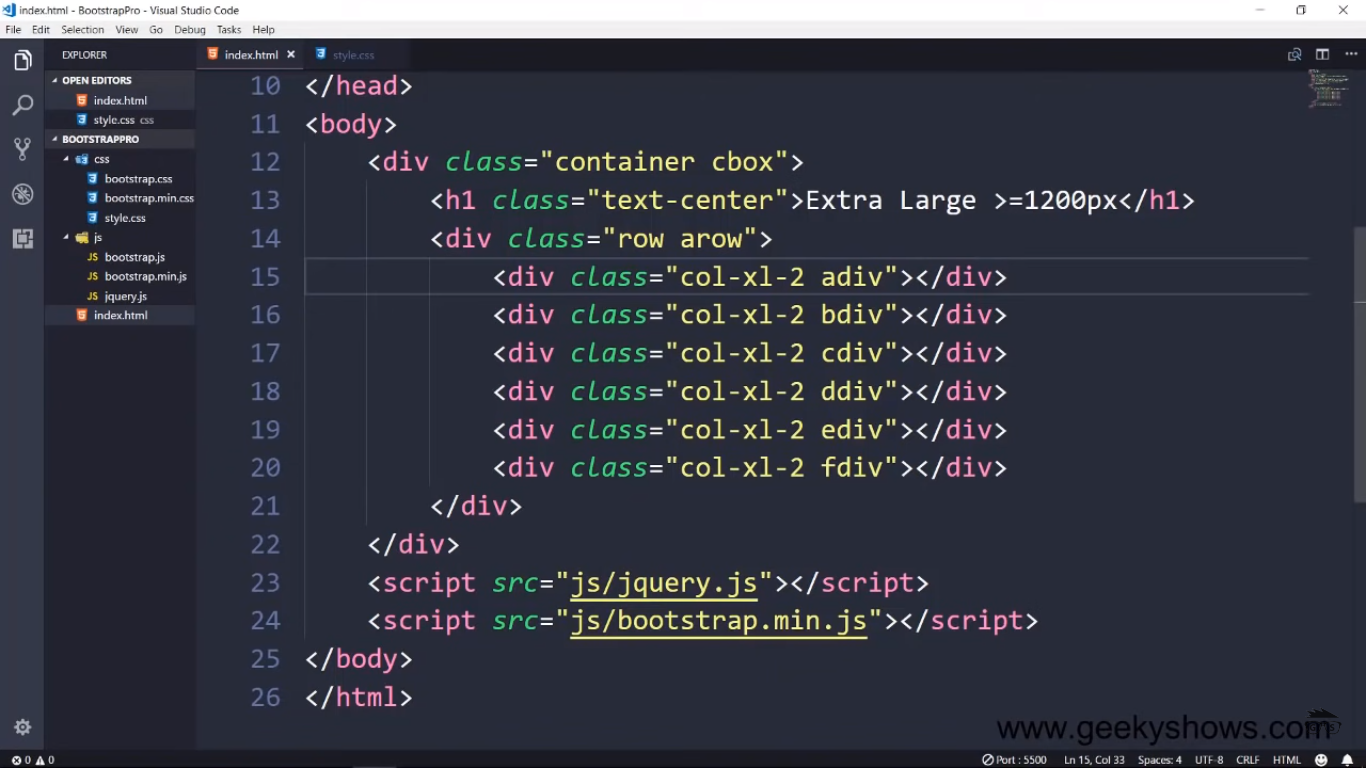 index.html - BootstrapPro - Visual Studio Code
File Edit Selection View Go Debug Tasks Help
EXPLORER
OPEN EDITORS
index.html
style.css css
BOOTSTRAPPRO
css
bootstrap.css
bootstrap.min.css
style.css
js
bootstrap.js
bootstrap.min.js
jquery.js
index.html
index.html style.css
10 </head>
11 <body>
12 <div class="container cbox">
13 <h1 class="text-center">Extra Large >=1200px</h1>
14 <div class="row arow">
15 <div class="col-xl-2 adiv"></div>
16 <div class="col-xl-2 bdiv"></div>
17 <div class="col-xl-2 cdiv"></div>
18 <div class="col-xl-2 ddiv"></div>
19 <div class="col-xl-2 ediv"></div>
20 <div class="col-xl-2 fdiv"></div>
21 </div>
22 </div>
23 <script src="js/jquery.js"></script>
24 <script src="js/bootstrap.min.js"></script>
25 </body>
26 </html>
www.geekyshows.com
0 0 Port : 5500 Ln 15, Col 33 Spaces: 4 UTF-8 CRLF HTML